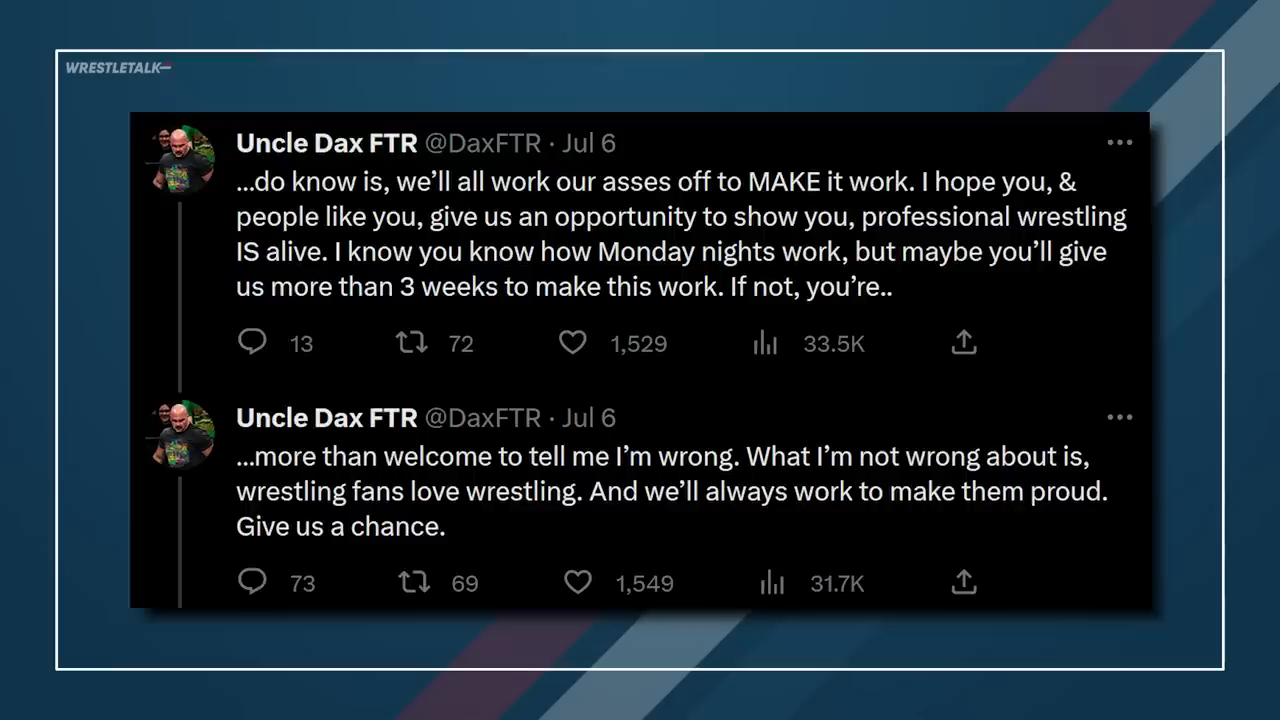 WRESTLETALK
Uncle Dax FTR @DaxFTR · Jul 6
...do know is, we’ll all work our asses off to MAKE it work. I hope you, &
people like you, give us an opportunity to show you, professional wrestling
IS alive. I know you know how Monday nights work, but maybe you’ll give
us more than 3 weeks to make this work. If not, you’re..
13 72 1,529 33.5K
Uncle Dax FTR @DaxFTR · Jul 6
...more than welcome to tell me I’m wrong. What I’m not wrong about is,
wrestling fans love wrestling. And we’ll always work to make them proud.
Give us a chance.
73 69 1,549 31.7K